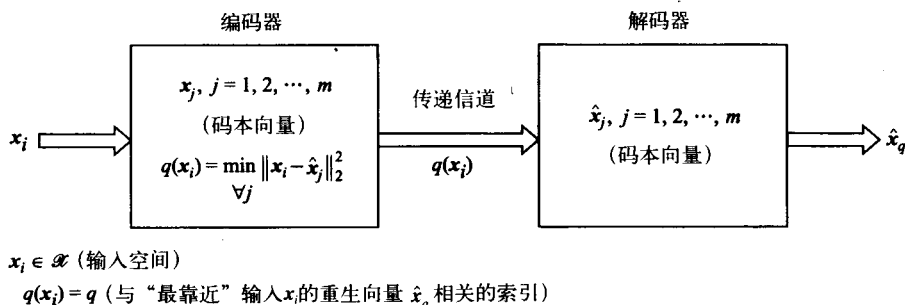 编码器
解码器
x_j, j = 1, 2, ⋯, m
(码本向量)
q(x_i) = min ‖x_i − x̂_j‖₂²
∀j
x_i
传递信道
q(x_i)
x̂_j, j = 1, 2, ⋯, m
(码本向量)
x̂_q
x_i ∈ 𝒳 (输入空间)
q(x_i) = q (与“最靠近”输入x_i的重生向量 x̂_q 相关的索引)